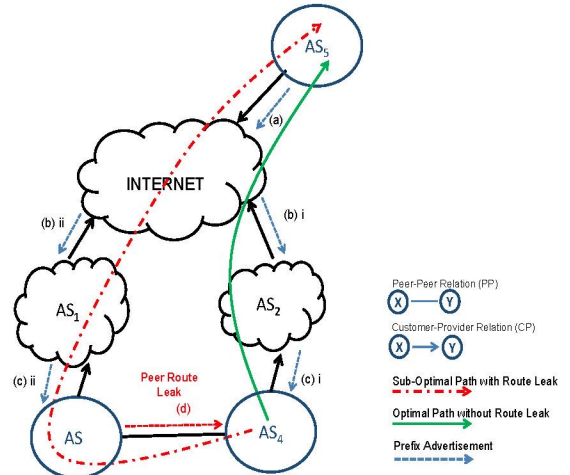 AS5
(a)
INTERNET
(b) ii
(b) i
AS1
AS2
(c) ii
(c) i
Peer Route
Leak
(d)
AS
AS4
Peer-Peer Relation (PP)
X Y
Customer-Provider Relation (CP)
X Y
Sub-Optimal Path with Route Leak
Optimal Path without Route Leak
Prefix Advertisement